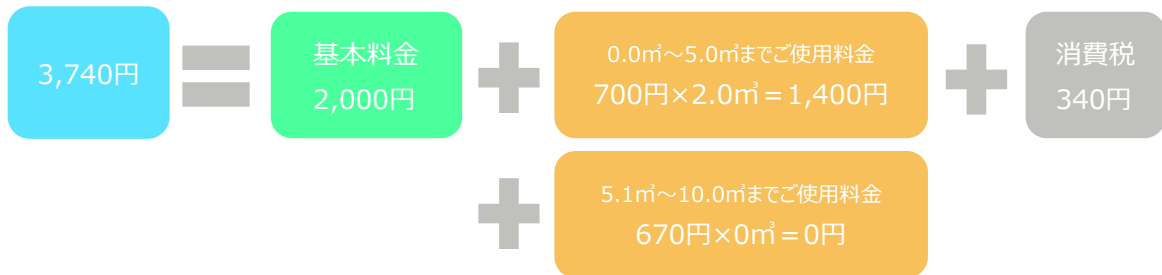 3,740円
基本料金
2,000円
0.0㎥～5.0㎥までご使用料金
700円×2.0㎥＝1,400円
消費税
340円
5.1㎥～10.0㎥までご使用料金
670円×0㎥＝0円